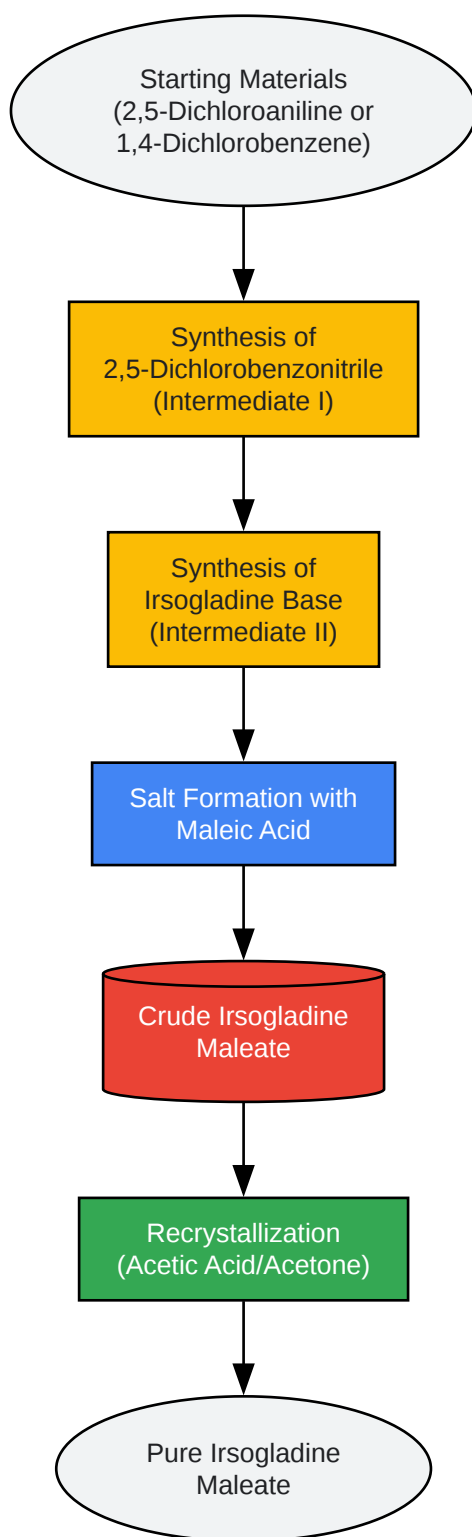 Starting Materials
(2,5-Dichloroaniline or
1,4-Dichlorobenzene)
Synthesis of
2,5-Dichlorobenzonitrile
(Intermediate I)
Synthesis of
Irsogladine Base
(Intermediate II)
Salt Formation with
Maleic Acid
Crude Irsogladine
Maleate
Recrystallization
(Acetic Acid/Acetone)
Pure Irsogladine
Maleate